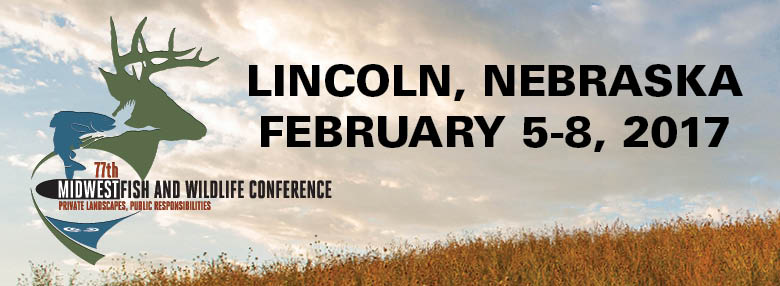 LINCOLN, NEBRASKA
FEBRUARY 5-8, 2017
77th
MIDWEST FISH AND WILDLIFE CONFERENCE
PRIVATE LANDSCAPES, PUBLIC RESPONSIBILITIES